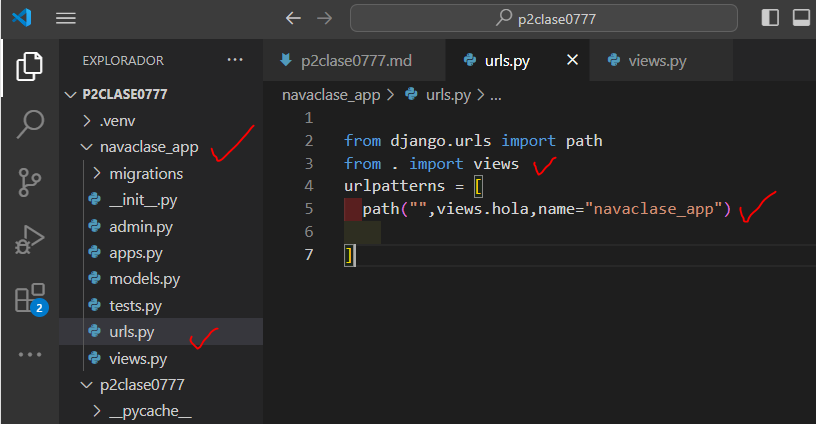 p2clase0777
EXPLORADOR
P2CLASE0777
.venv
navaclase_app
migrations
__init__.py
admin.py
apps.py
models.py
tests.py
urls.py
views.py
p2clase0777
__pycache__
2
p2clase0777.md
urls.py
views.py
navaclase_app > urls.py > ...
1
2 from django.urls import path
3 from . import views
4 urlpatterns = [
5 path("",views.hola,name="navaclase_app")
6
7 ]